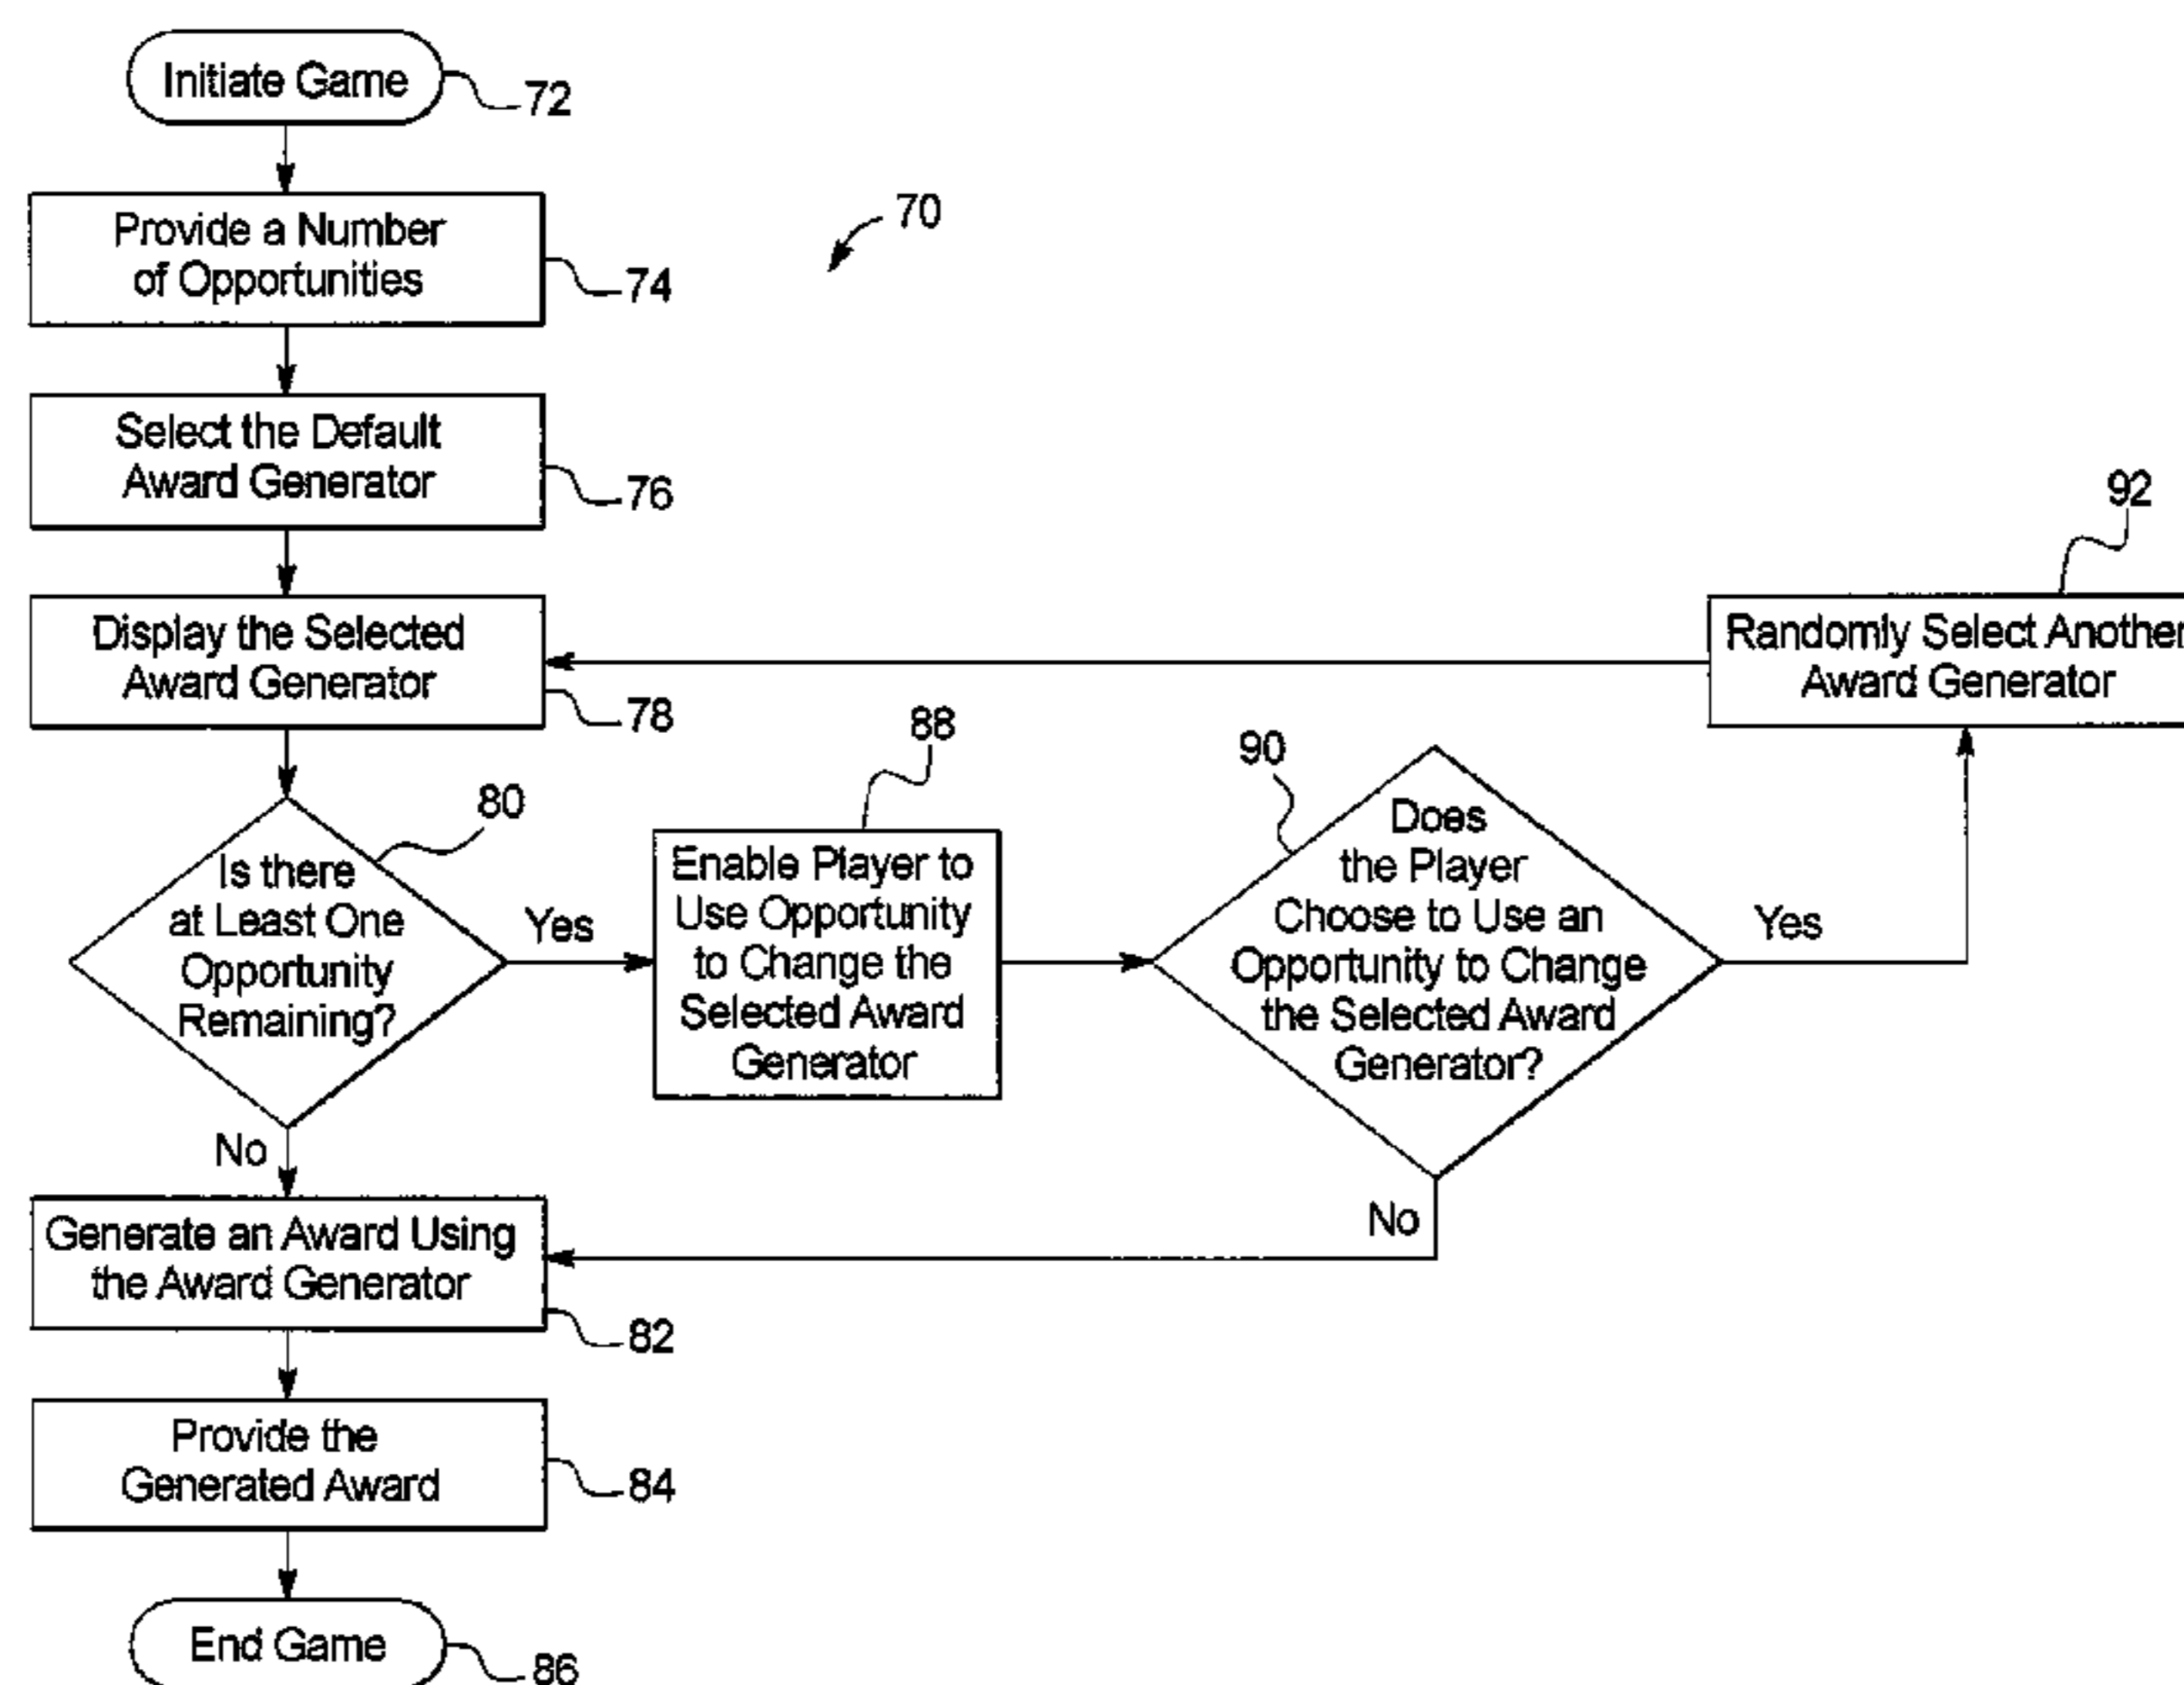 Initiate Game
72
Provide a Number
of Opportunities
74
70
Select the Default
Award Generator
76
Display the Selected
Award Generator
78
92
Randomly Select Another
Award Generator
80
Is there
at Least One
Opportunity
Remaining?
Yes
No
88
Enable Player to
Use Opportunity
to Change the
Selected Award
Generator
90
Does
the Player
Choose to Use an
Opportunity to Change
the Selected Award
Generator?
Yes
No
Generate an Award Using
the Award Generator
82
Provide the
Generated Award
84
End Game
86